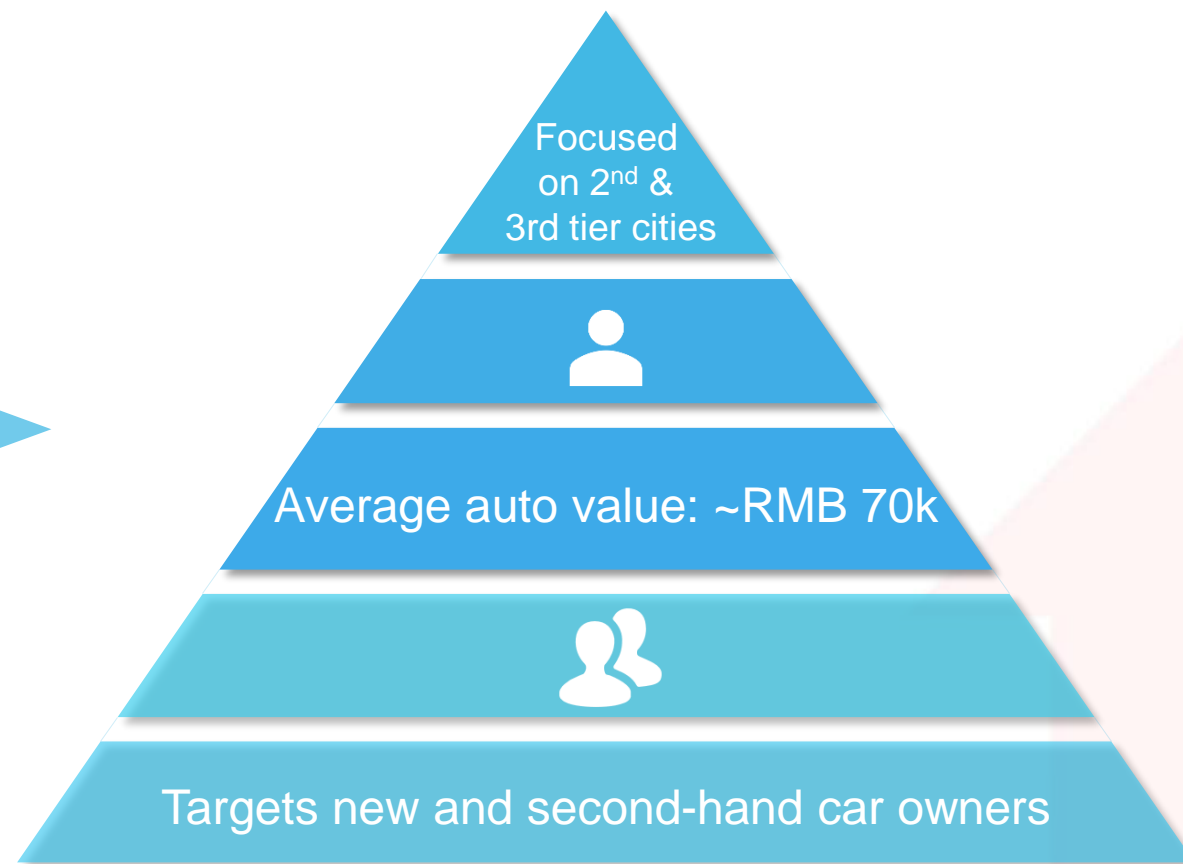 Focused
on 2nd &
3rd tier cities
Average auto value: ~RMB 70k
Targets new and second-hand car owners